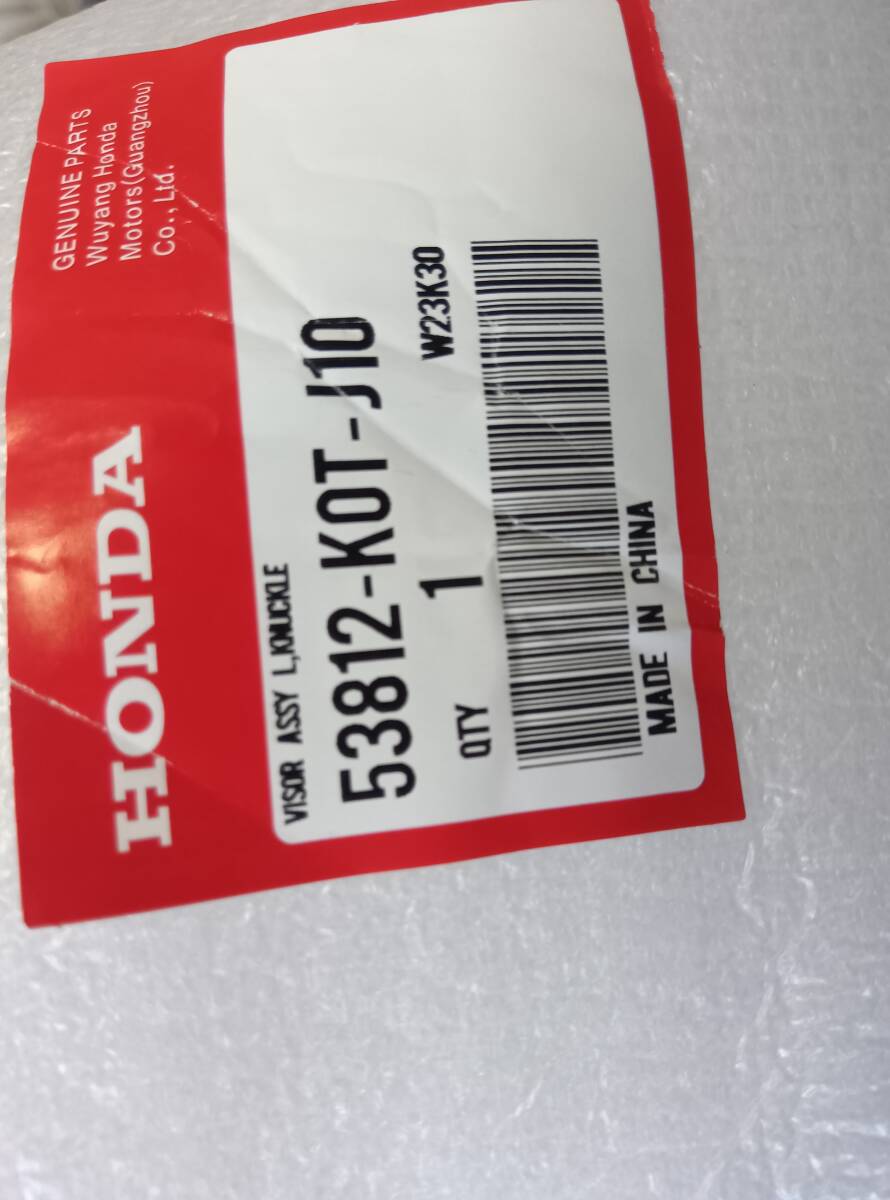 HONDA
GENUINE PARTS
Wuyang Honda
Motors(Guangzhou)
Co., Ltd.
VISOR ASSY L,KNUCKLE
53812-K0T-J10
QTY 1 W23K30
MADE IN CHINA